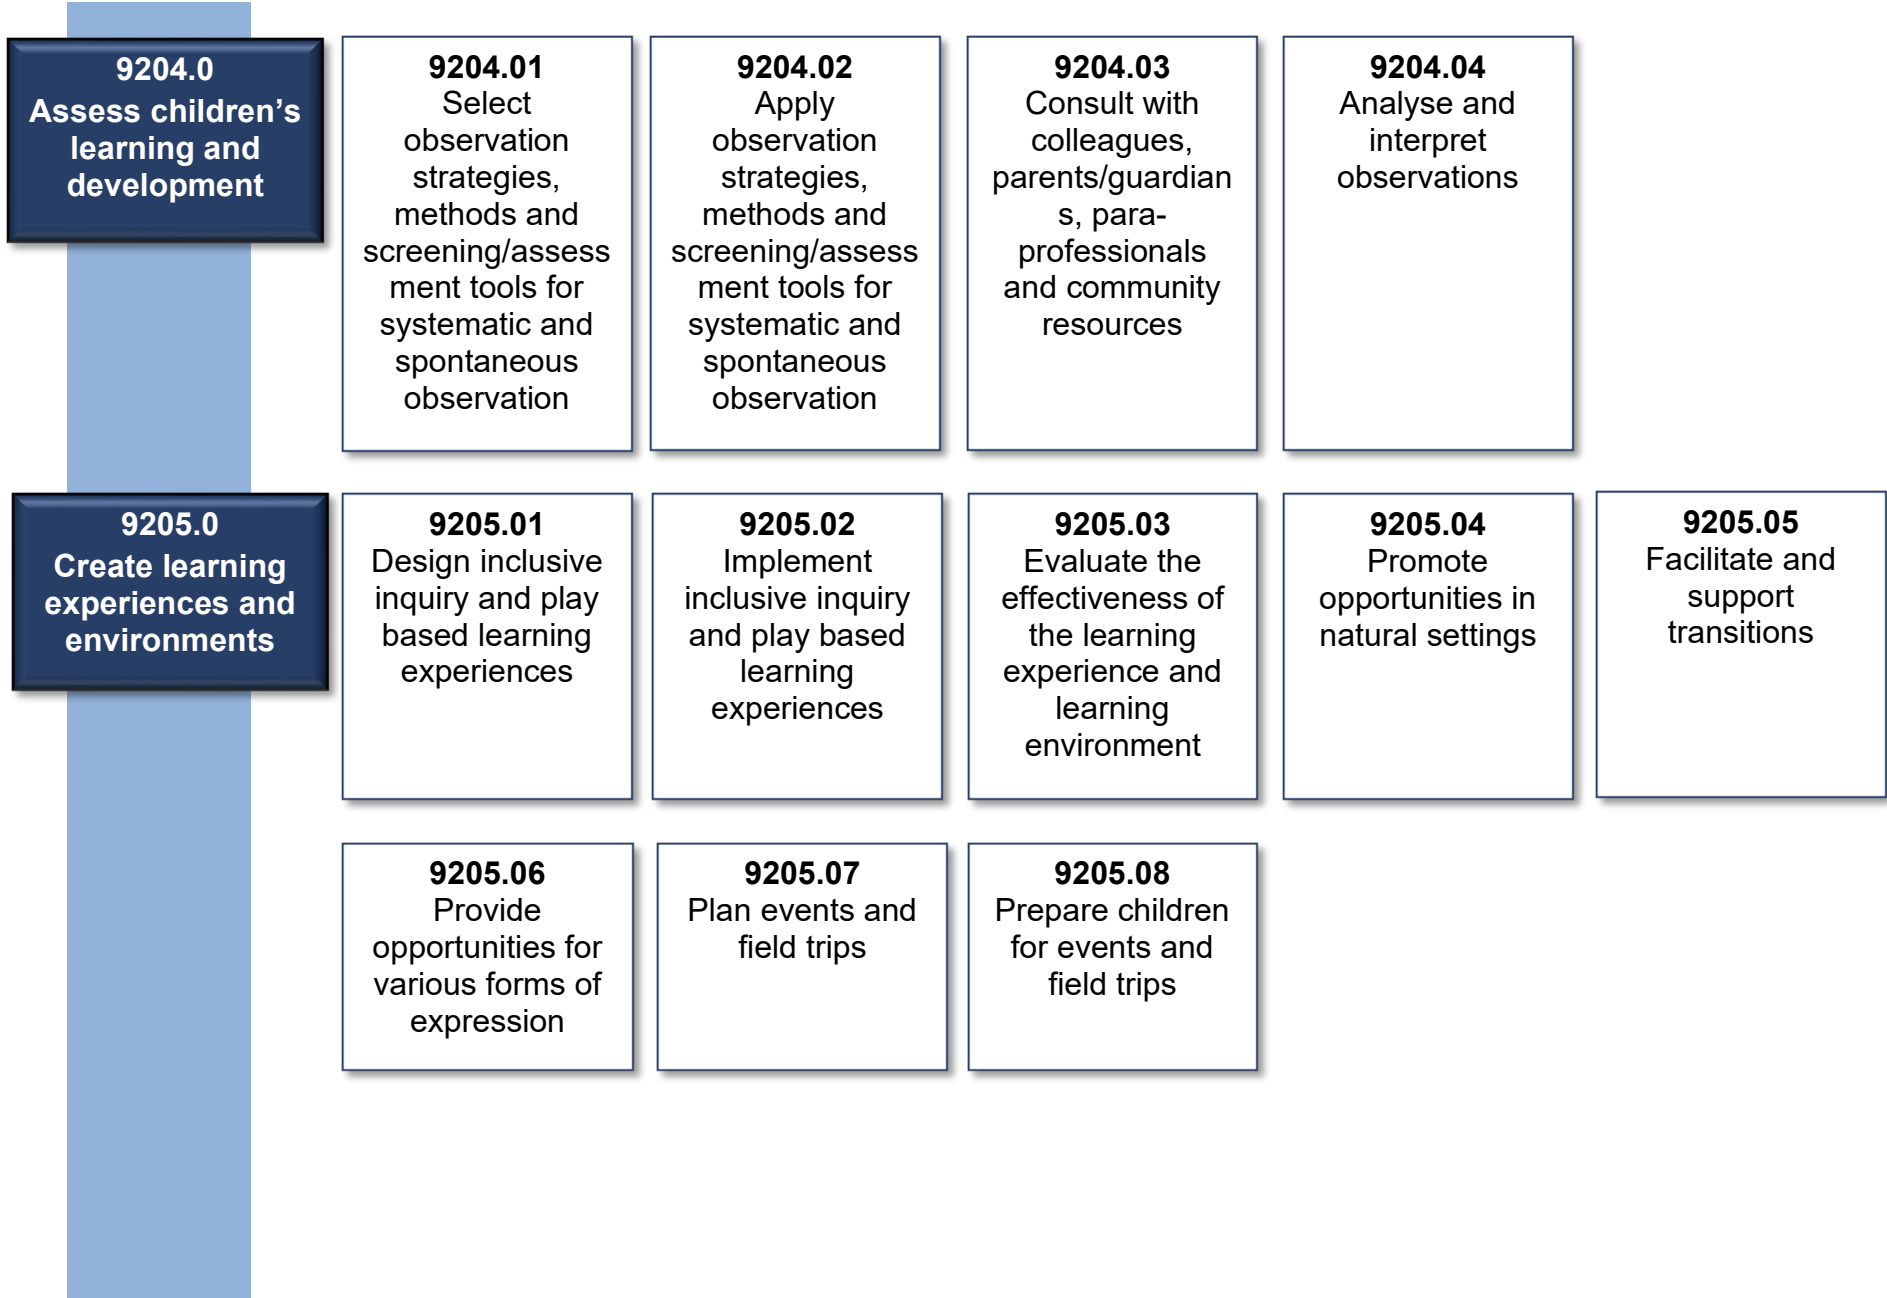 9204.0
Assess children’s
learning and
development
9204.01
Select
observation
strategies,
methods and
screening/assess
ment tools for
systematic and
spontaneous
observation
9204.02
Apply
observation
strategies,
methods and
screening/assess
ment tools for
systematic and
spontaneous
observation
9204.03
Consult with
colleagues,
parents/guardian
s, para-
professionals
and community
resources
9204.04
Analyse and
interpret
observations
9205.0
Create learning
experiences and
environments
9205.01
Design inclusive
inquiry and play
based learning
experiences
9205.02
Implement
inclusive inquiry
and play based
learning
experiences
9205.03
Evaluate the
effectiveness of
the learning
experience and
learning
environment
9205.04
Promote
opportunities in
natural settings
9205.05
Facilitate and
support
transitions
9205.06
Provide
opportunities for
various forms of
expression
9205.07
Plan events and
field trips
9205.08
Prepare children
for events and
field trips